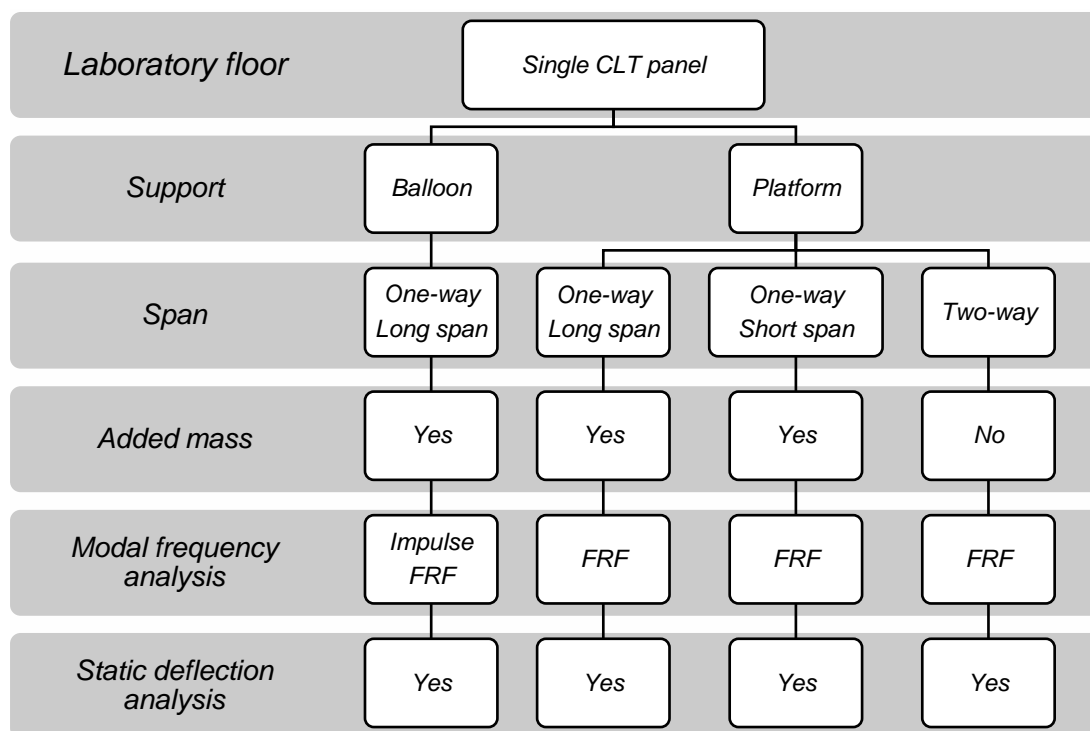 Laboratory floor
Single CLT panel
Support
Balloon
Platform
Span
One-way
Long span
One-way
Long span
One-way
Short span
Two-way
Added mass
Yes
Yes
Yes
No
Modal frequency
analysis
Impulse
FRF
FRF
FRF
FRF
Static deflection
analysis
Yes
Yes
Yes
Yes